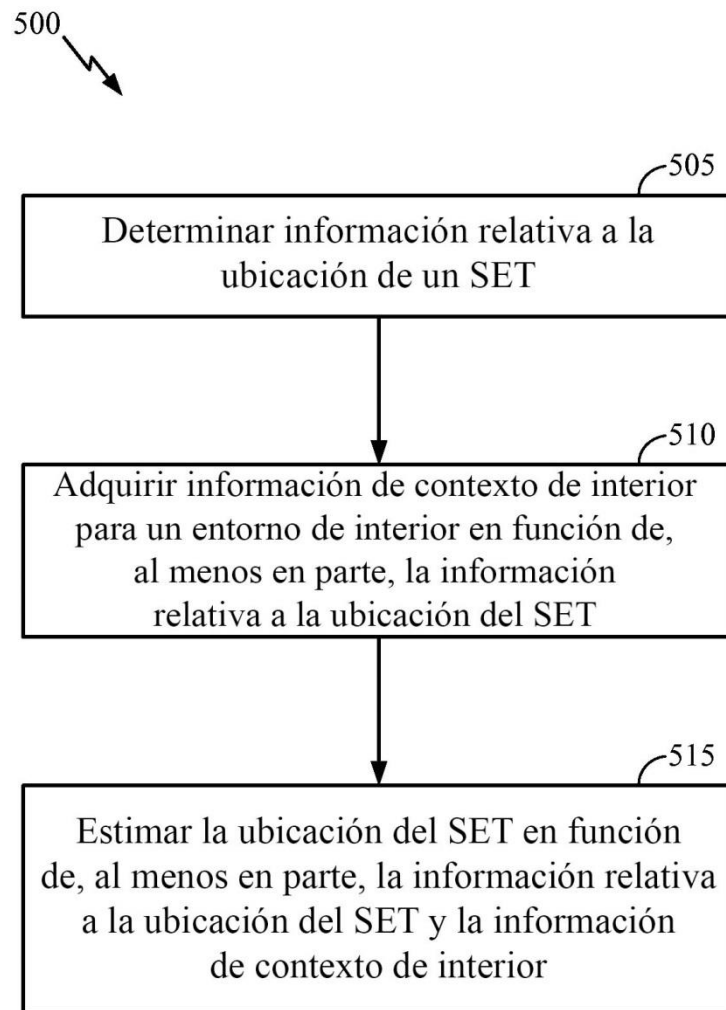 500
505
Determinar información relativa a la
ubicación de un SET
510
Adquirir información de contexto de interior
para un entorno de interior en función de,
al menos en parte, la información
relativa a la ubicación del SET
515
Estimar la ubicación del SET en función
de, al menos en parte, la información relativa
a la ubicación del SET y la información
de contexto de interior